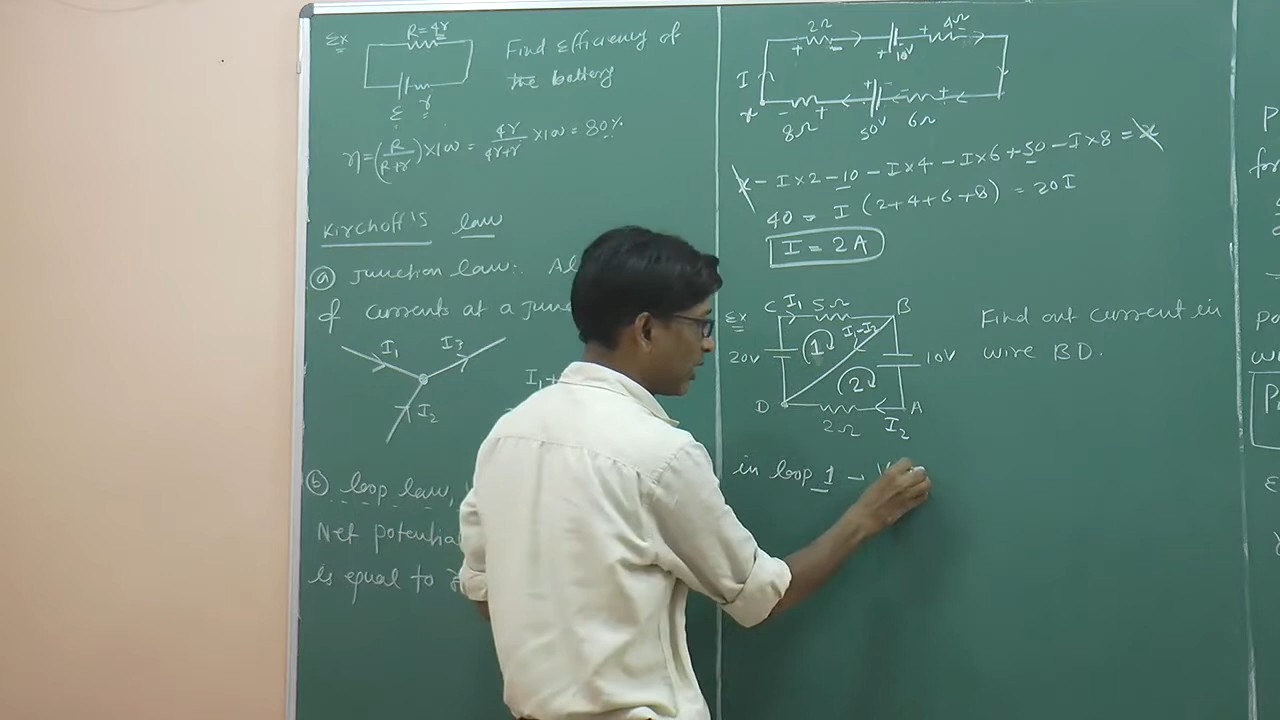 Ex
R=4r
Find efficiency of
the battery
ε r
η=(R/R+r)×100 = 4r/4r+r ×100 = 80%
Kirchoff's law
(a) Junction law:. Al
of currents at a junc
I1 I3
I2
I1+
(b) loop law,
Net potentia
is equal to
2Ω 4Ω
+ - + - + -
10V
I
x
- + + - - +
8Ω 50V 6Ω
x - I×2 - 10 - I×4 - I×6 + 50 - I×8 = x
40 = I (2+4+6+8) = 20I
I = 2A
Ex
C I1 5Ω B
I1-I2
20V 1 10V
2
D A
2Ω I2
Find out current in
wire BD.
in loop 1 →
P
for
P
ε